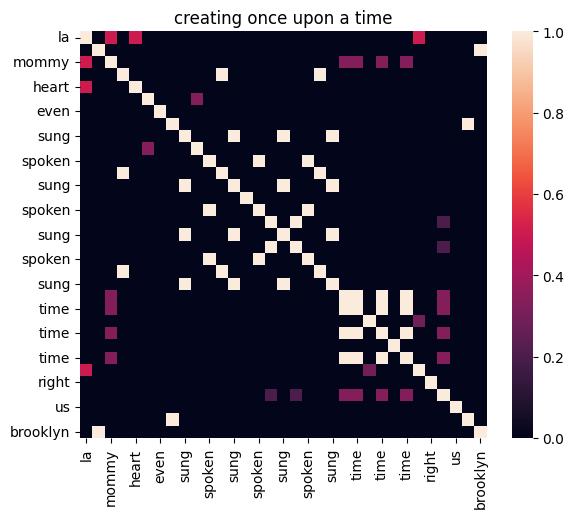 creating once upon a time
la
mommy
heart
even
sung
spoken
sung
spoken
sung
spoken
sung
time
time
time
right
us
brooklyn
la
mommy
heart
even
sung
spoken
sung
spoken
sung
spoken
sung
time
time
time
right
us
brooklyn
1.0
0.8
0.6
0.4
0.2
0.0